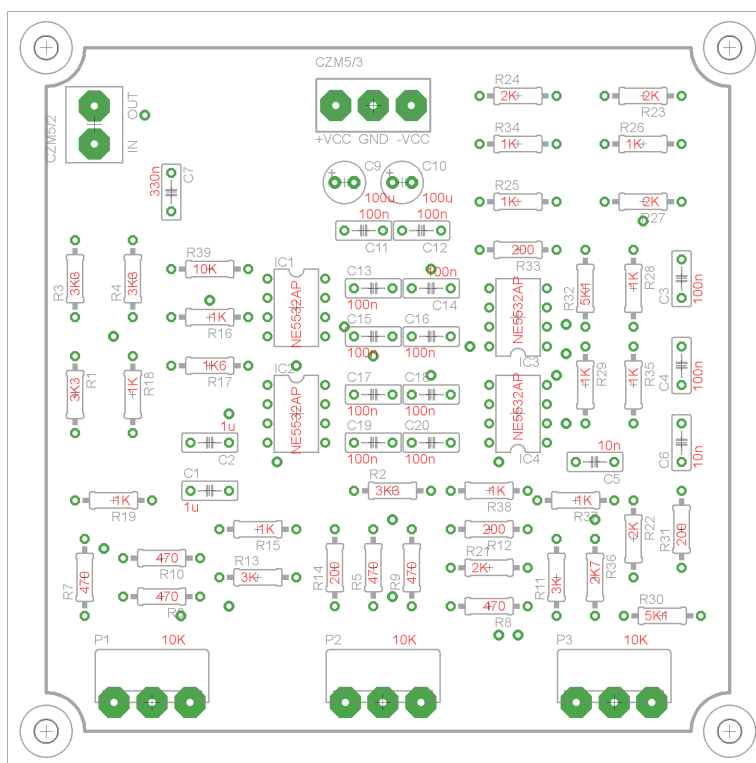 CZM5/3
+VCC
GND
-VCC
CZM5/2
OUT
IN
R24
2K
2K
R23
R34
1K
R26
1K
R25
1K
2K
R27
C9
100u
C10
100u
330n
C7
100n
C11
100n
C12
200
R33
R39
10K
IC1
NE5532AP
C13
100n
100n
C14
NE5532AP
IC3
R3
3K3
R4
3K3
1K
R16
C15
100n
C16
100n
R32
5K1
1K
R28
C3
100n
1K6
R17
IC2
NE5532AP
C17
100n
C18
100n
NE5532AP
IC4
R1
3K3
1K
R18
1K
R29
1K
R35
C4
100n
1u
C2
C19
100n
C20
100n
10n
C5
C6
10n
C1
1u
R2
3K3
1K
R38
1K
1K
R19
1K
R15
200
R12
2K
R22
R31
200
R7
470
470
R10
R13
3K
R14
200
R5
470
R9
470
R21
2K
R11
3K
2K7
R36
470
470
R8
R30
5K1
P1
10K
P2
10K
P3
10K